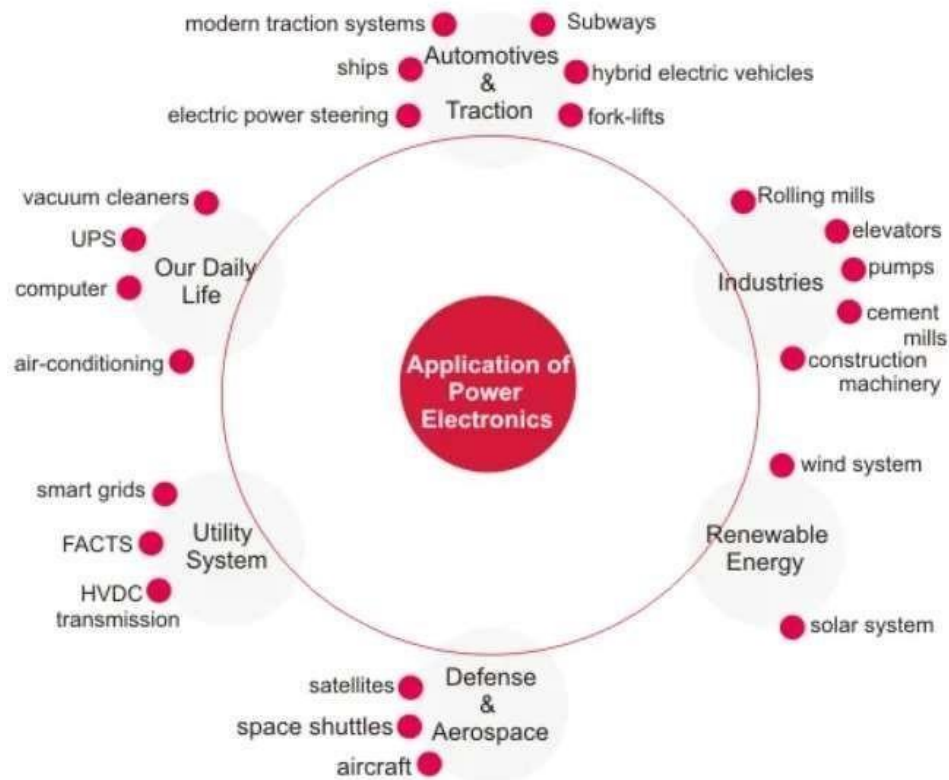 modern traction systems
Subways
Automotives
&
Traction
ships
hybrid electric vehicles
electric power steering
fork-lifts
vacuum cleaners
UPS
Our Daily
Life
computer
air-conditioning
Rolling mills
elevators
Industries
pumps
cement
mills
construction
machinery
Application of
Power
Electronics
smart grids
Utility
System
FACTS
HVDC
transmission
wind system
Renewable
Energy
solar system
Defense
&
Aerospace
satellites
space shuttles
aircraft